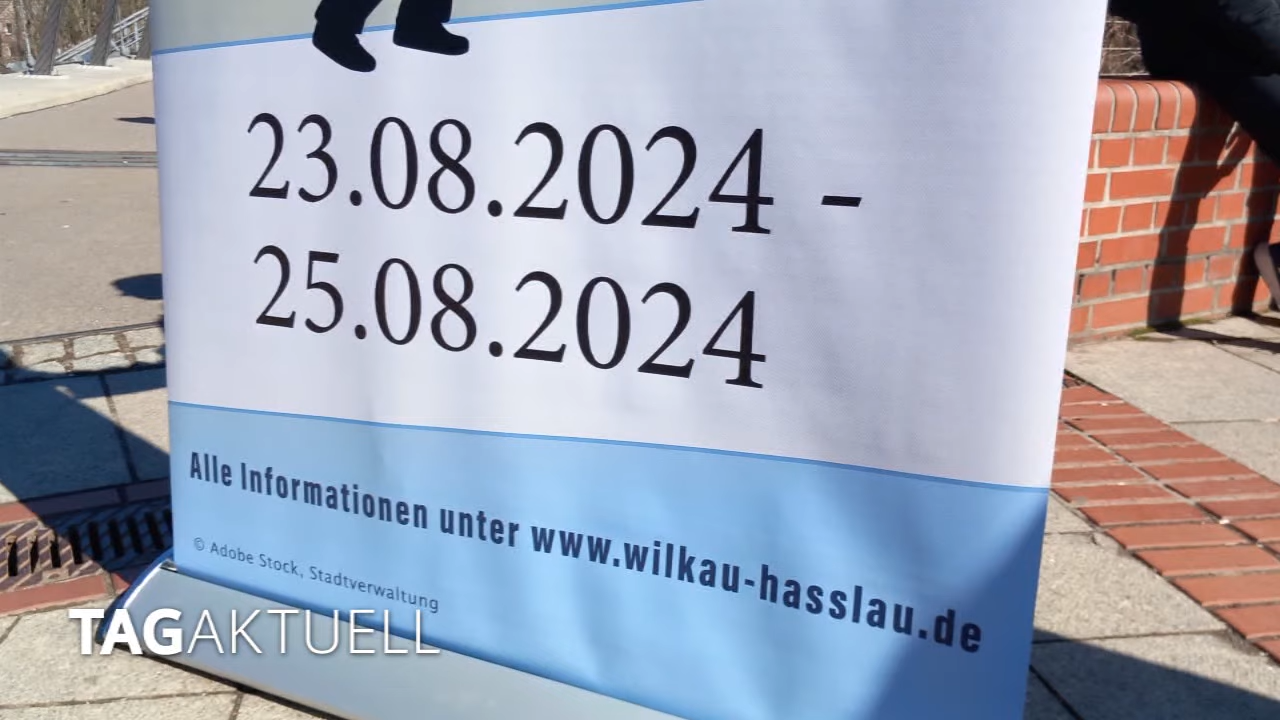 23.08.2024 -
25.08.2024
Alle Informationen unter www.wilkau-hasslau.de
© Adobe Stock, Stadtverwaltung
TAGAKTUELL